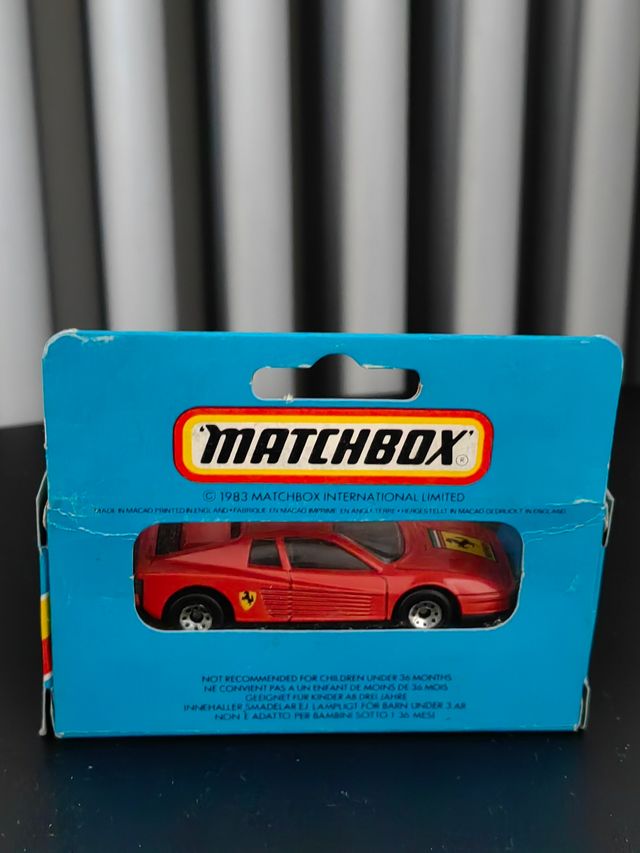 'MATCHBOX'®
© 1983 MATCHBOX INTERNATIONAL LIMITED
MADE IN MACAO PRINTED IN ENGLAND • FABRIQUE EN MACAO IMPRIME EN ANGLETERRE • HERGESTELLT IN MACAO GEDRUCKT IN ENGLAND
NOT RECOMMENDED FOR CHILDREN UNDER 36 MONTHS
NE CONVIENT PAS A UN ENFANT DE MOINS DE 36 MOIS
GEEIGNET FUR KINDER AB DREI JAHRE
INNEHALLER SMADELAR EJ LAMPLIGT FOR BARN UNDER 3 AR
NON E ADATTO PER BAMBINI SOTTO I 36 MESI